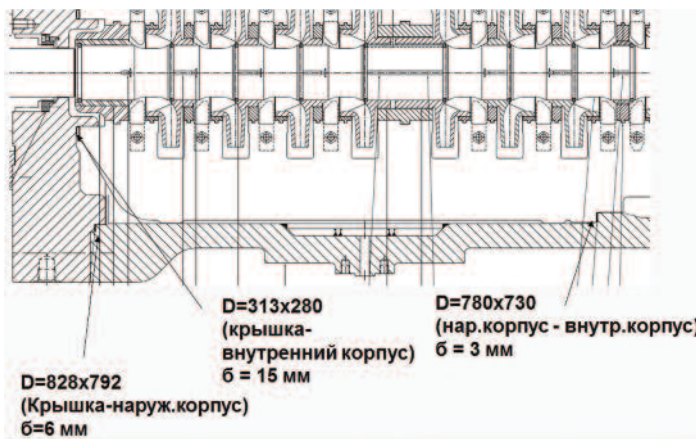 D=313x280
(крышка-
внутренний корпус)
б = 15 мм
D=780x730
(нар.корпус - внутр.корпус)
б = 3 мм
D=828x792
(Крышка-наруж.корпус)
б=6 мм